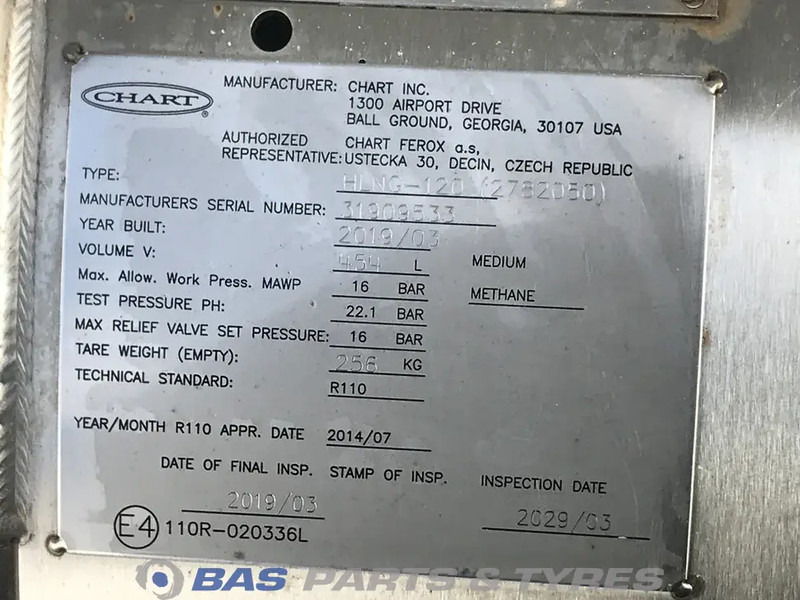 CHART®
MANUFACTURER: CHART INC.
1300 AIRPORT DRIVE
BALL GROUND, GEORGIA, 30107 USA
AUTHORIZED CHART FEROX a.s,
REPRESENTATIVE: USTECKA 30, DECIN, CZECH REPUBLIC
TYPE: HLNG-120 (2782050)
MANUFACTURERS SERIAL NUMBER: 31909533
YEAR BUILT: 2019/03
VOLUME V: 454 L MEDIUM
Max. Allow. Work Press. MAWP 16 BAR METHANE
TEST PRESSURE PH: 22.1 BAR
MAX RELIEF VALVE SET PRESSURE: 16 BAR
TARE WEIGHT (EMPTY): 256 KG
TECHNICAL STANDARD: R110
YEAR/MONTH R110 APPR. DATE 2014/07
DATE OF FINAL INSP. STAMP OF INSP. INSPECTION DATE
2019/03 2029/03
E4 110R-020336L
BAS PARTS & TYRES